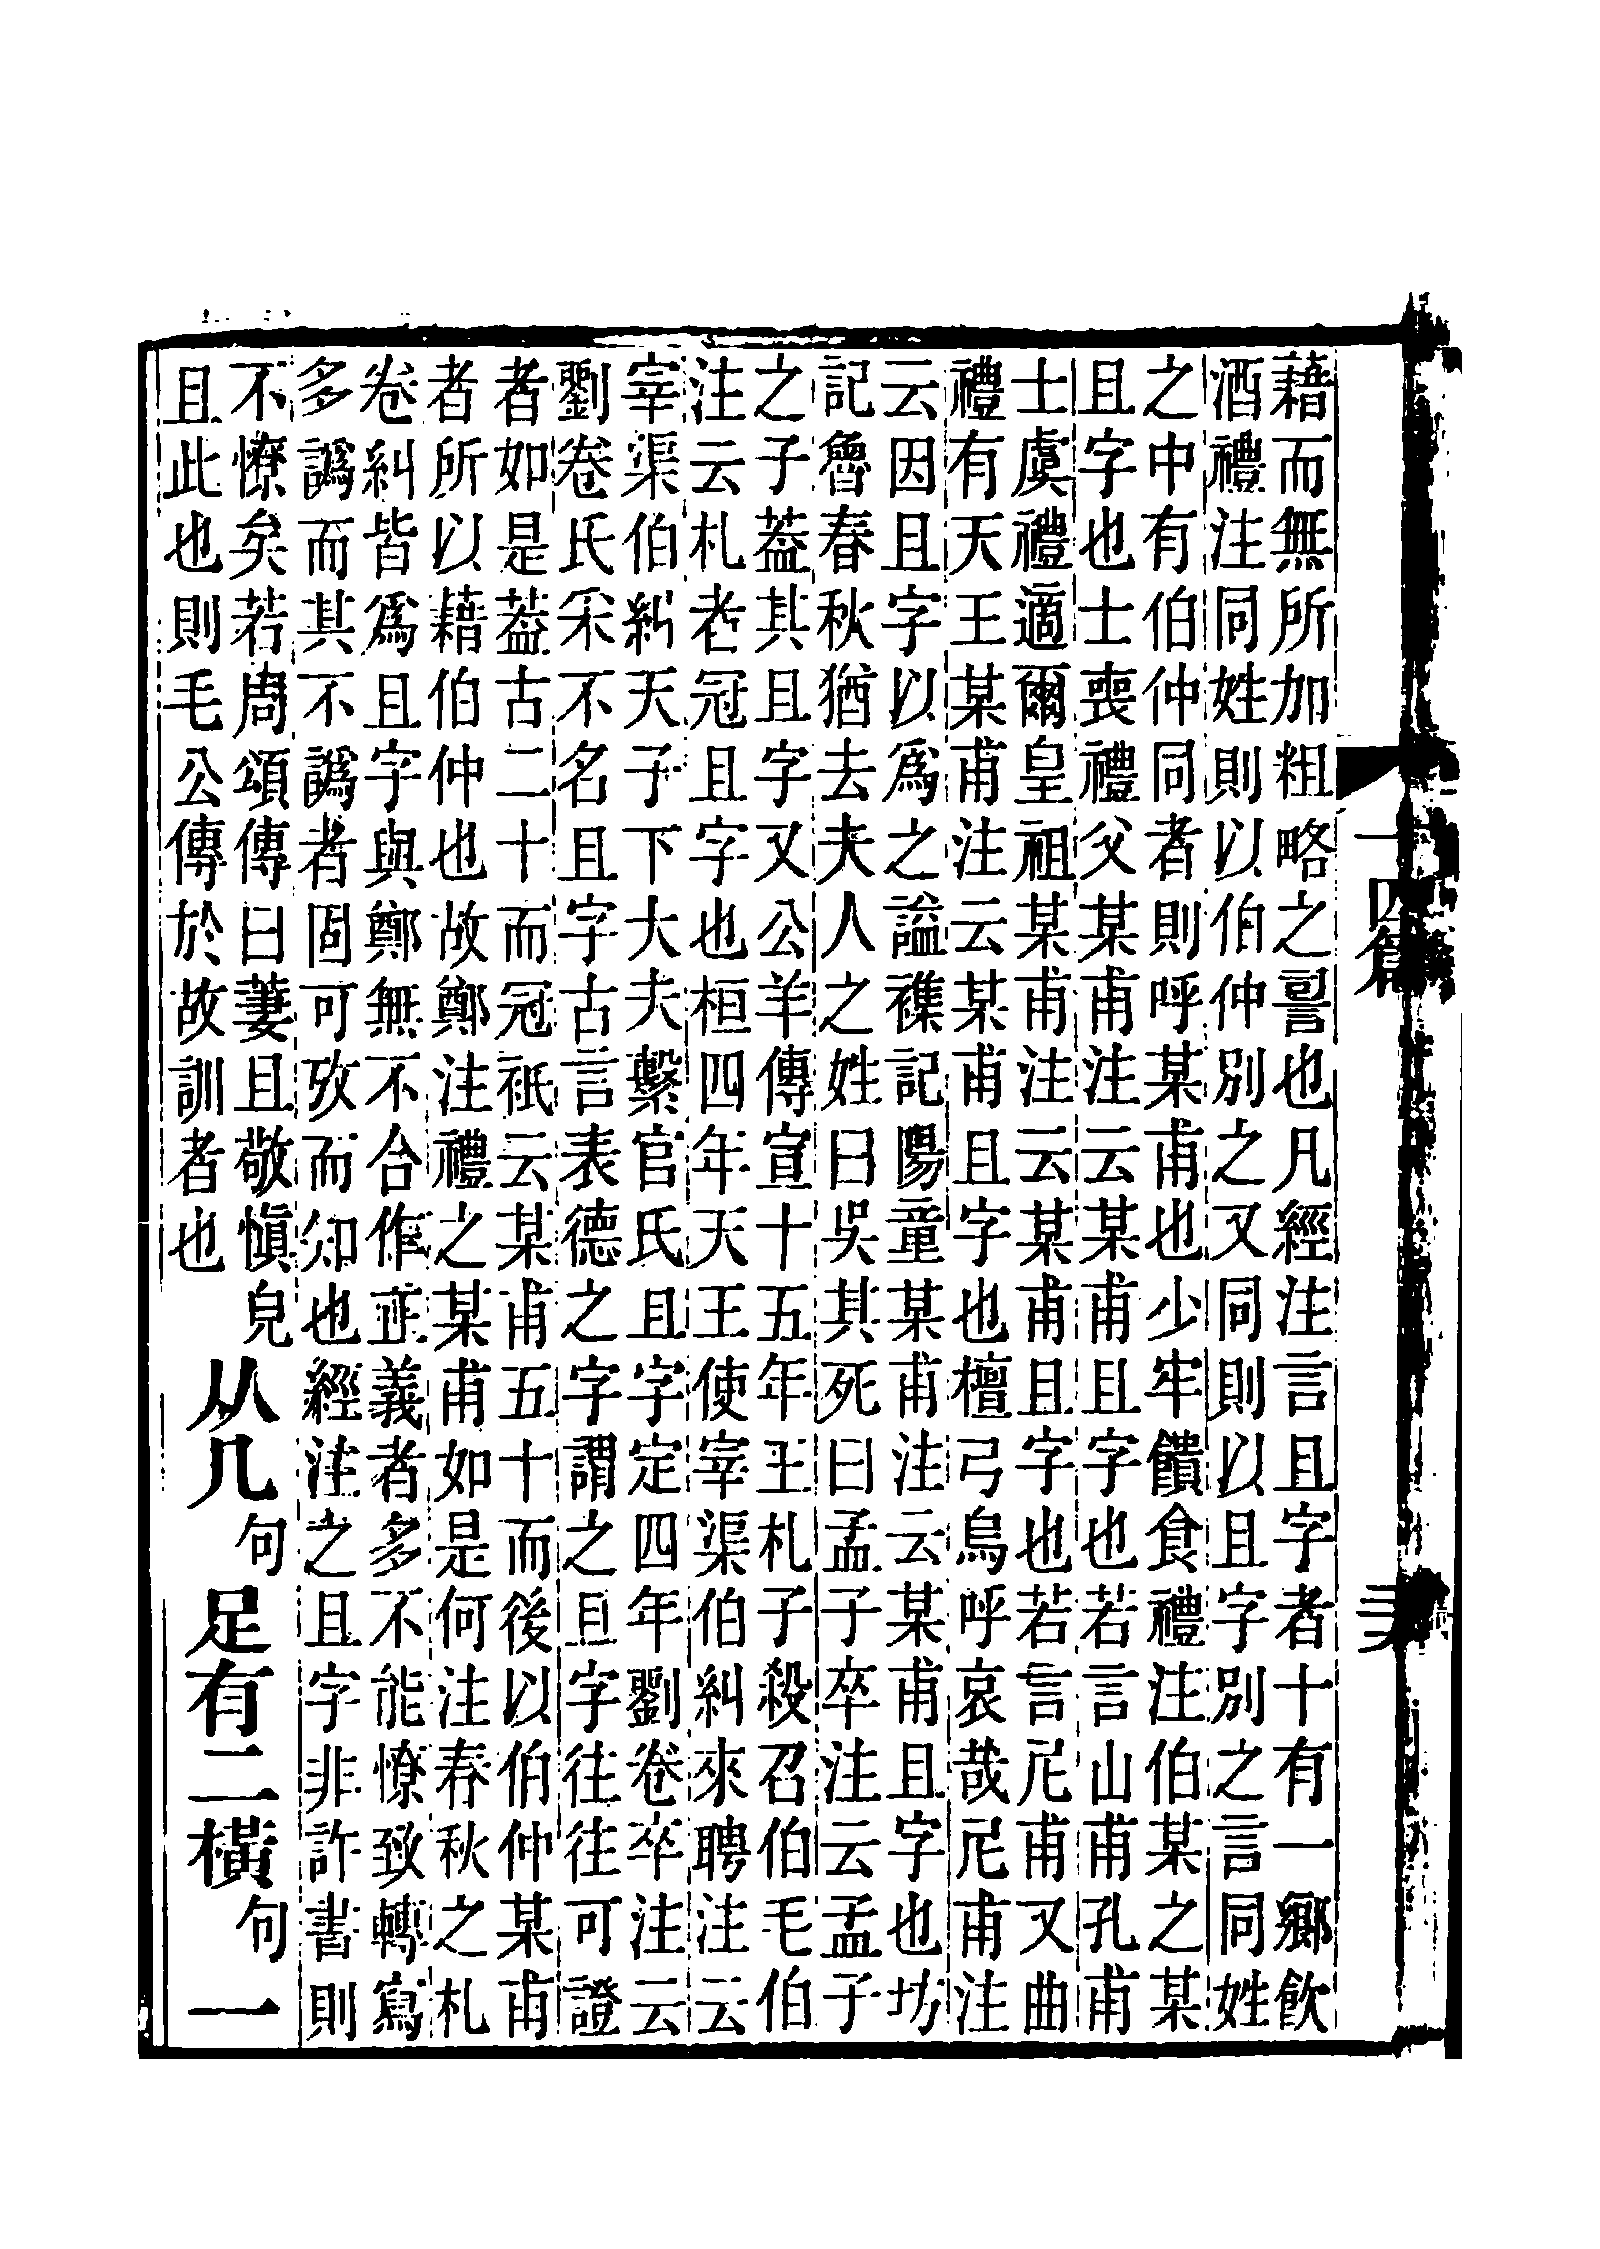 藉而無所加粗略之䛐也凡經注言且字者十有一鄉飲
酒禮注同姓則以伯仲別之又同則以且字別之言同姓
之中有伯仲同者則呼某甫也少牢饋食禮注伯某之某
且字也士喪禮父某甫注云某甫且字也若言山甫孔甫
士虞禮適爾皇祖某甫注云某甫且字也若言尼甫又曲
禮有天王某甫注云某甫且字也檀弓烏呼哀哉尼甫注
云因且字以爲之謚襍記陽童某甫注云某甫且字也坊
記魯春秋猶去夫人之姓曰吳其死曰孟子卒注云孟子
之子葢其且字又公羊傳宣十五年王札子殺召伯毛伯
注云札老冠且字也桓四年天王使宰渠伯糾來聘注云
宰渠伯糾天子下大夫繫官氏且字定四年劉卷卒注云
劉卷氏采不名且字古言表德之字謂之且字往往可證
者如是葢古二十而冠祇云某甫五十而後以伯仲某甫
者所以藉伯仲也故鄭注禮之某甫如是何注春秋之札
卷糾皆爲且字與鄭無不合作正義者多不能憭致轉寫
多譌而其不譌者固可攷而知也經注之且字非許書則
不憭矣若周頌傳曰萋且敬慎皃
且此也則毛公傳於故訓者也
从几句足有二橫句一